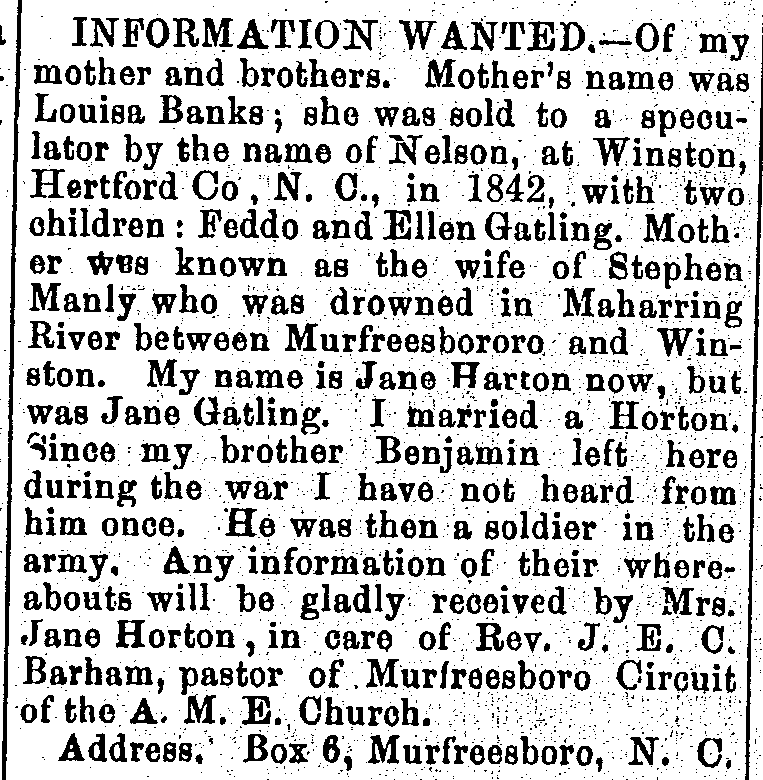 INFORMATION WANTED.—Of my
mother and brothers. Mother's name was
Louisa Banks; she was sold to a specu-
lator by the name of Nelson, at Winston,
Hertford Co, N. C., in 1842, with two
children: Feddo and Ellen Gatling. Moth-
er was known as the wife of Stephen
Manly who was drowned in Maharring
River between Murfreesbororo and Win-
ston. My name is Jane Harton now, but
was Jane Gatling. I married a Horton.
Since my brother Benjamin left here
during the war I have not heard from
him once. He was then a soldier in the
army. Any information of their where-
abouts will be gladly received by Mrs.
Jane Horton, in care of Rev. J. E. C.
Barham, pastor of Murfreesboro Circuit
of the A. M. E. Church.
Address. Box 6, Murfreesboro, N. C.